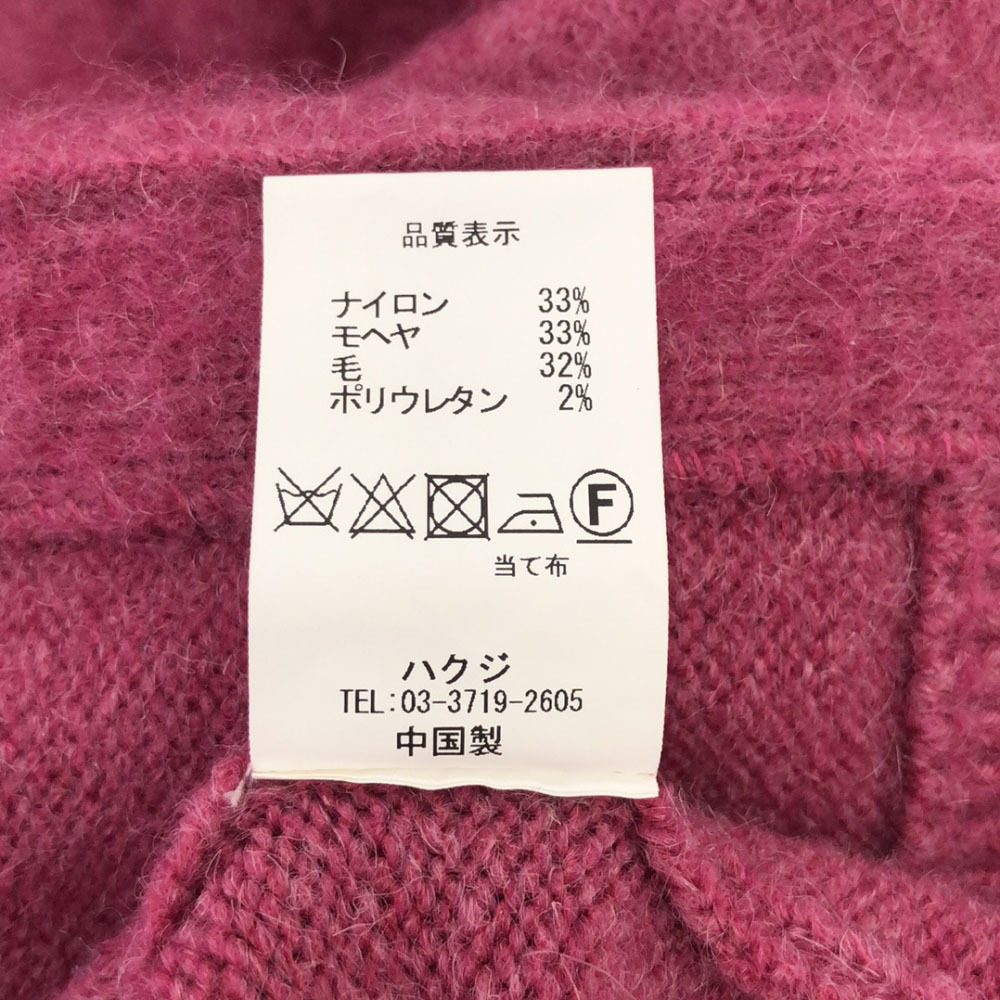 品質表示
ナイロン 33%
モヘヤ 33%
毛 32%
ポリウレタン 2%
F
当て布
ハクジ
TEL:03-3719-2605
中国製